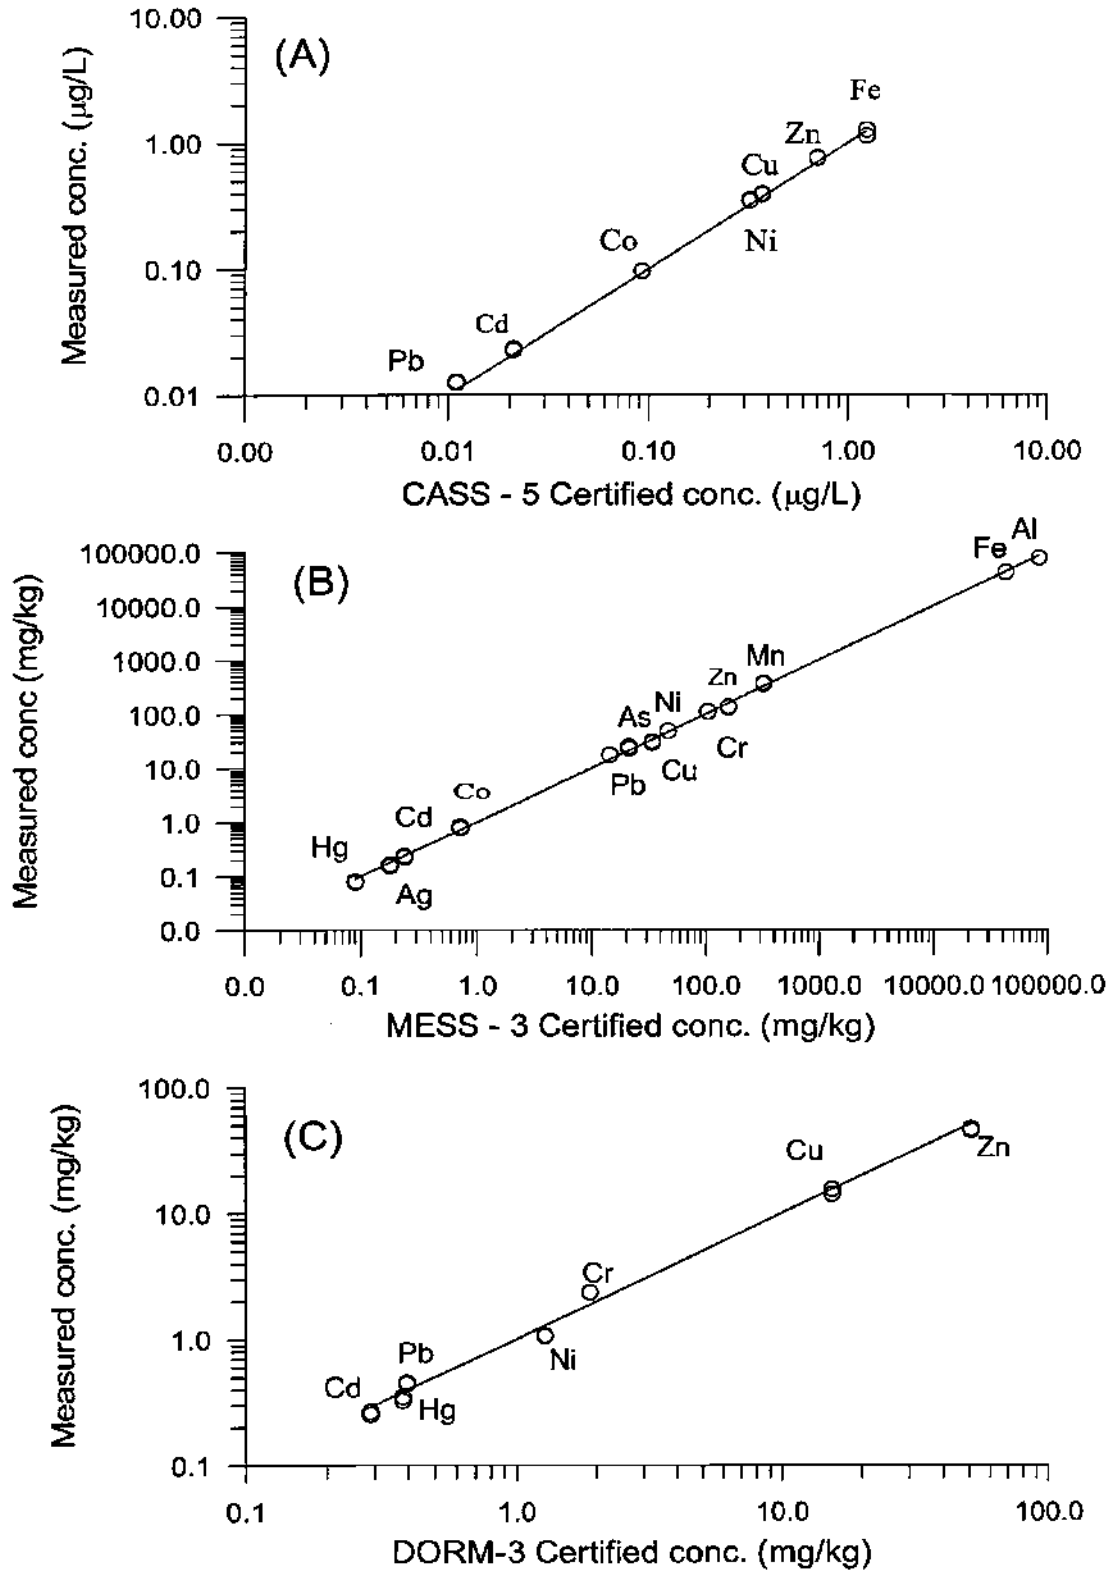 (A)
Measured conc. (µg/L)
10.00
1.00
0.10
0.01
Fe
Zn
Cu
Ni
Co
Cd
Pb
0.00 0.01 0.10 1.00 10.00
CASS - 5 Certified conc. (µg/L)
(B)
Measured conc (mg/kg)
100000.0
10000.0
1000.0
100.0
10.0
1.0
0.1
0.0
Al
Fe
Mn
Zn
Ni
As
Cr
Cu
Pb
Co
Cd
Hg
Ag
0.0 0.1 1.0 10.0 100.0 1000.0 10000.0 100000.0
MESS - 3 Certified conc. (mg/kg)
(C)
Measured conc. (mg/kg)
100.0
10.0
1.0
0.1
Cu
Zn
Cr
Ni
Pb
Cd
Hg
0.1 1.0 10.0 100.0
DORM-3 Certified conc. (mg/kg)